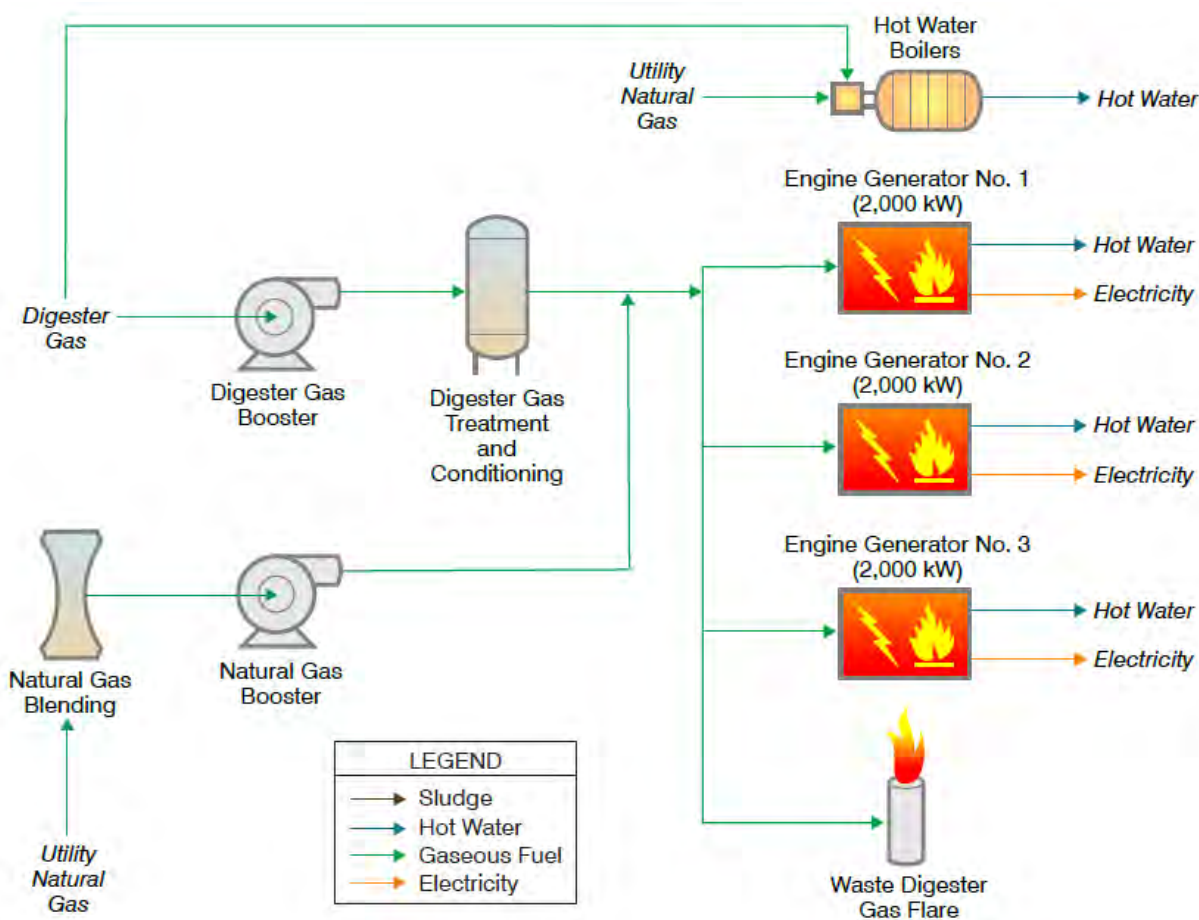 Hot Water
Boilers
Utility
Natural
Gas
Hot Water
Engine Generator No. 1
(2,000 kW)
Hot Water
Electricity
Digester
Gas
Digester Gas
Booster
Digester Gas
Treatment
and
Conditioning
Engine Generator No. 2
(2,000 kW)
Hot Water
Electricity
Natural Gas
Blending
Natural Gas
Booster
Engine Generator No. 3
(2,000 kW)
Hot Water
Electricity
Utility
Natural
Gas
LEGEND
Sludge
Hot Water
Gaseous Fuel
Electricity
Waste Digester
Gas Flare